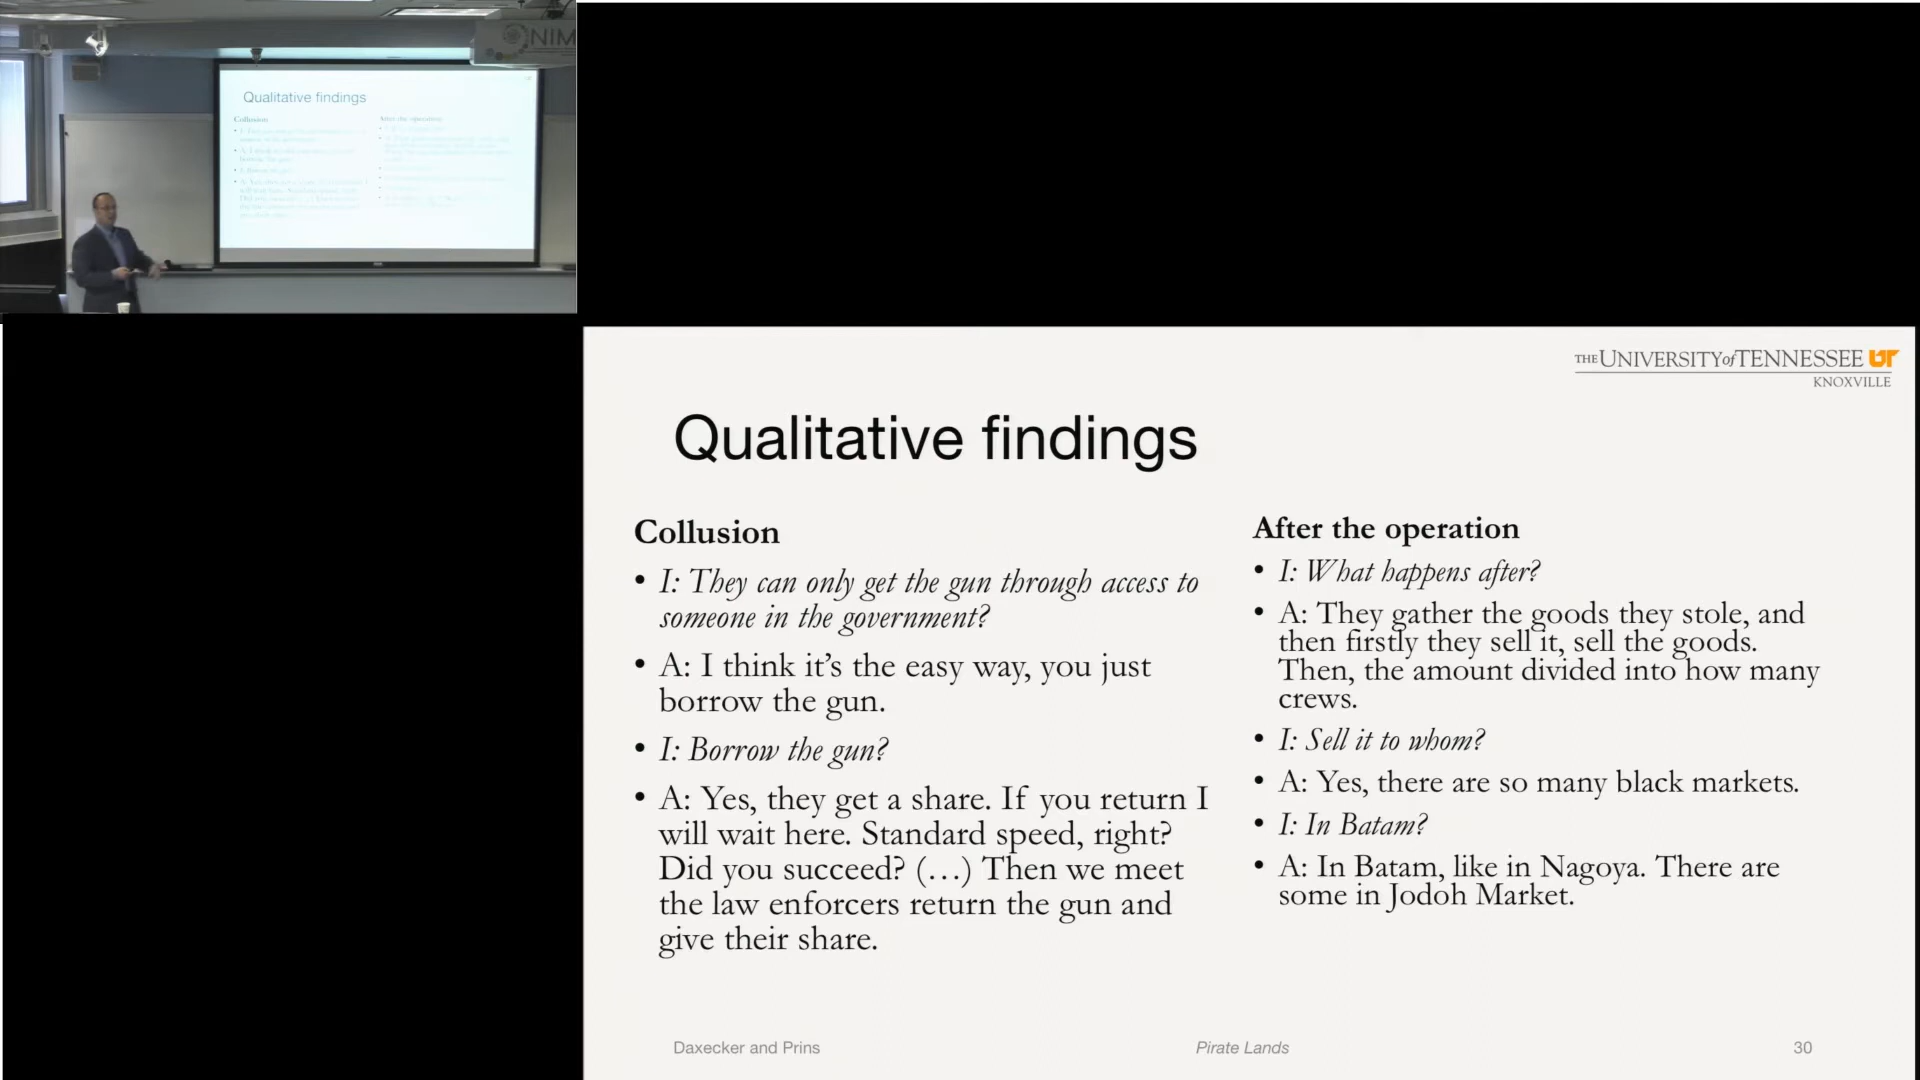 NIM
Qualitative findings
Collusion
After the operation
THE UNIVERSITY of TENNESSEE UT
KNOXVILLE
Qualitative findings
Collusion
• I: They can only get the gun through access to
someone in the government?
• A: I think it’s the easy way, you just
borrow the gun.
• I: Borrow the gun?
• A: Yes, they get a share. If you return I
will wait here. Standard speed, right?
Did you succeed? (…) Then we meet
the law enforcers return the gun and
give their share.
After the operation
• I: What happens after?
• A: They gather the goods they stole, and
then firstly they sell it, sell the goods.
Then, the amount divided into how many
crews.
• I: Sell it to whom?
• A: Yes, there are so many black markets.
• I: In Batam?
• A: In Batam, like in Nagoya. There are
some in Jodoh Market.
Daxecker and Prins
Pirate Lands
30